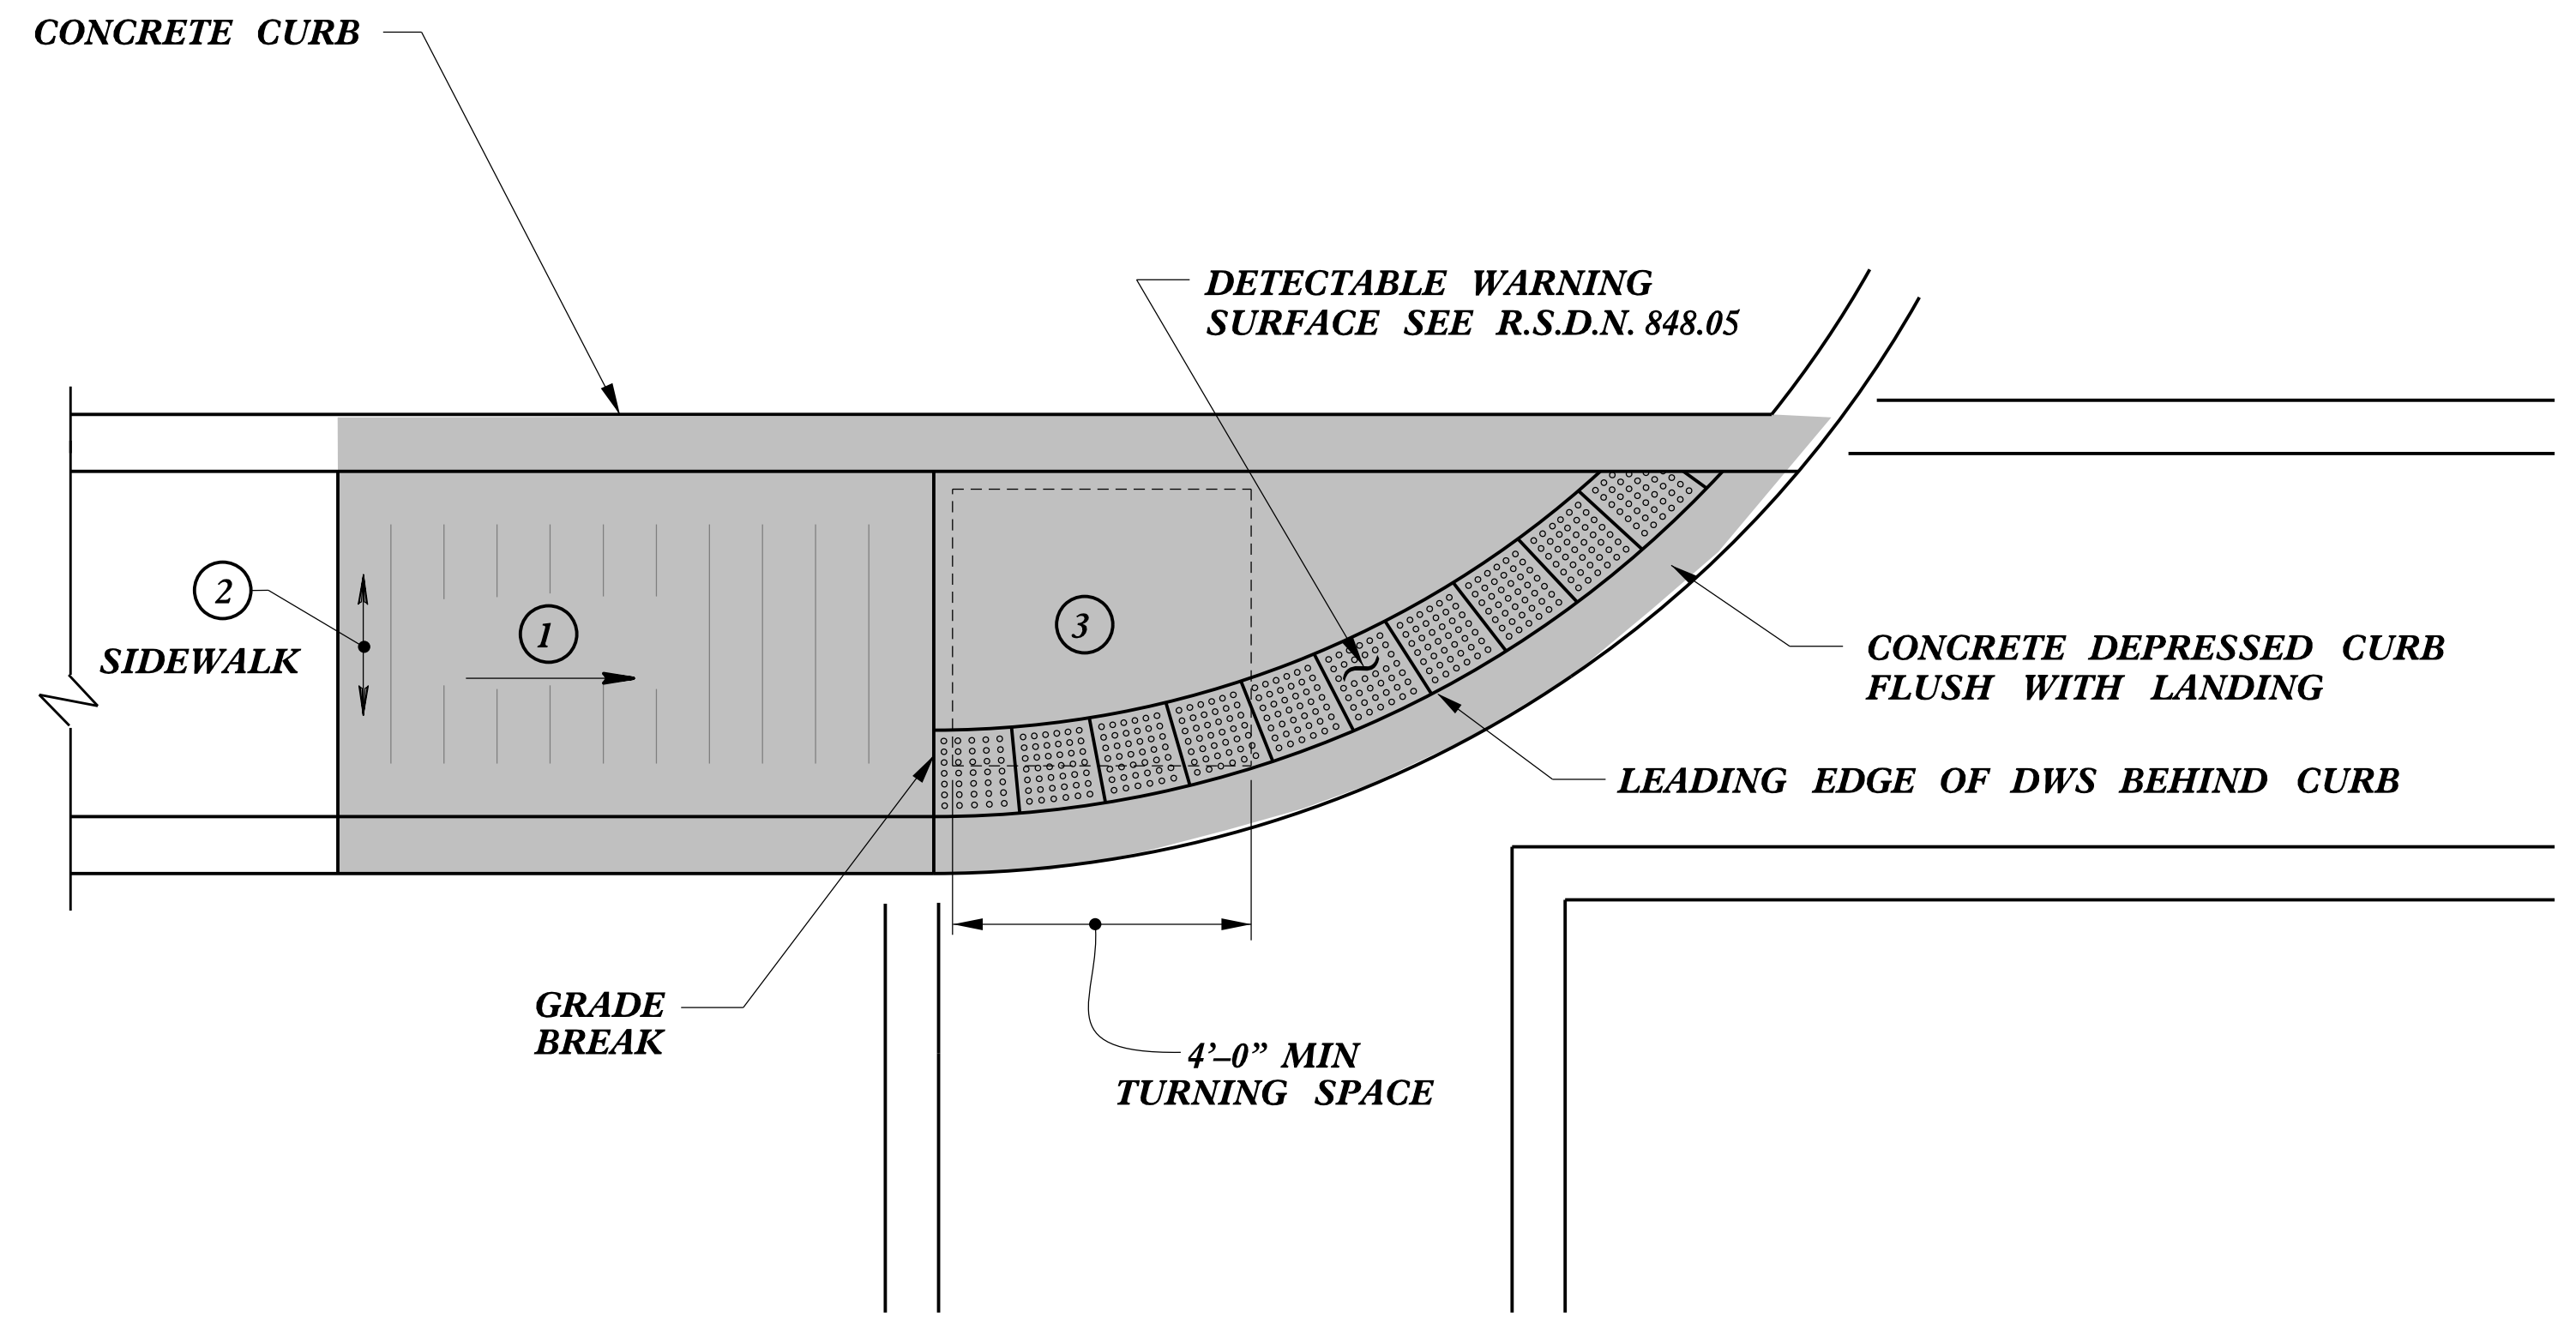 CONCRETE CURB
DETECTABLE WARNING
SURFACE SEE R.S.D.N. 848.05
2
SIDEWALK
1
3
CONCRETE DEPRESSED CURB
FLUSH WITH LANDING
LEADING EDGE OF DWS BEHIND CURB
GRADE
BREAK
4’–0” MIN
TURNING SPACE